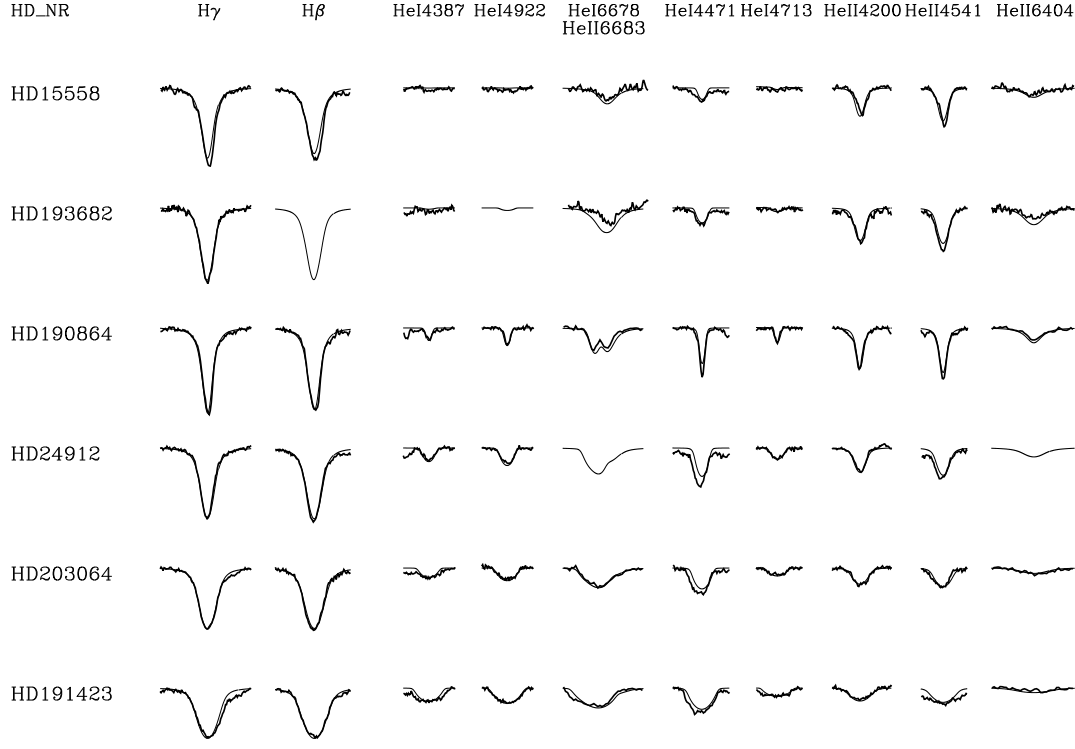 HD_NR Hγ Hβ HeI4387 HeI4922 HeI6678 HeI4471 HeI4713 HeII4200 HeII4541 HeII6404
HeII6683
HD15558
HD193682
HD190864
HD24912
HD203064
HD191423